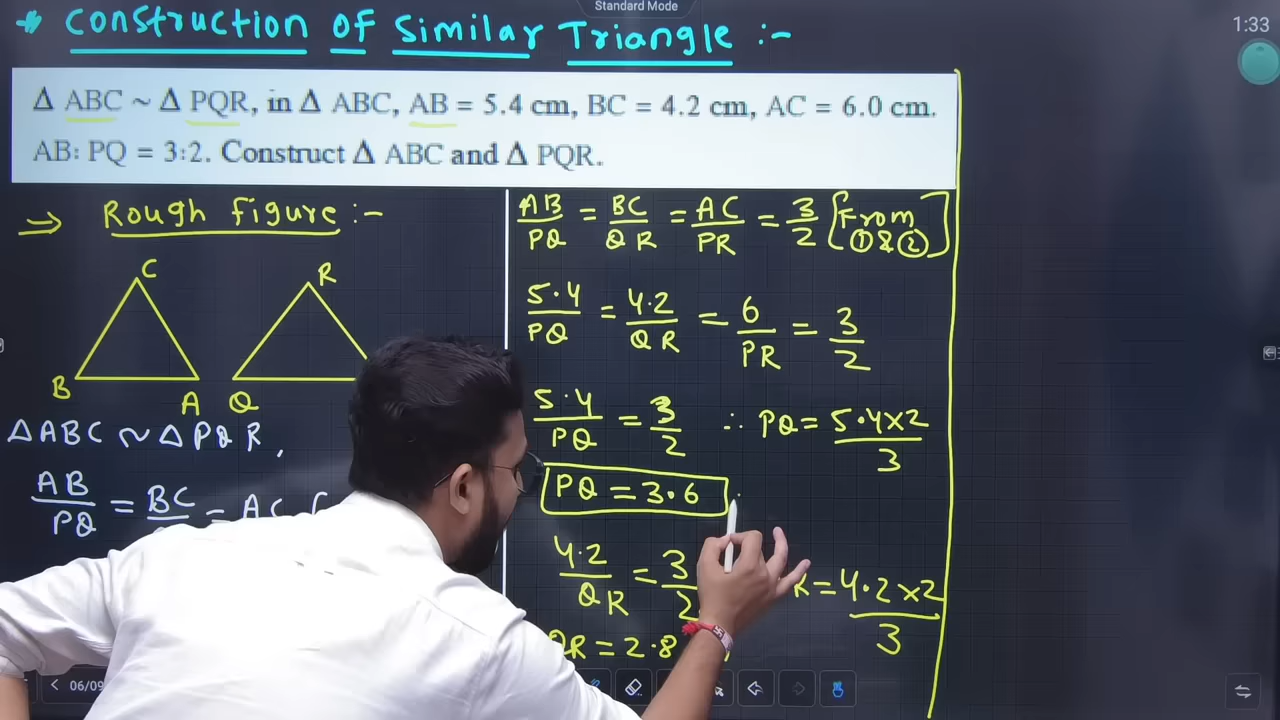 Standard Mode
1:33
* Construction of Similar Triangle :-
Δ ABC ~ Δ PQR, in Δ ABC, AB = 5.4 cm, BC = 4.2 cm, AC = 6.0 cm.
AB: PQ = 3:2. Construct Δ ABC and Δ PQR.
⇒ Rough figure :-
C
R
B
A
Q
ΔABC ~ ΔPQR,
AB/PQ = BC/ = AC
AB/PQ = BC/QR = AC/PR = 3/2 [From ① & ②]
5.4/PQ = 4.2/QR = 6/PR = 3/2
5.4/PQ = 3/2 ∴ PQ = 5.4×2/3
PQ = 3.6
4.2/QR = 3/2 R = 4.2×2/3
QR = 2.8
06/09